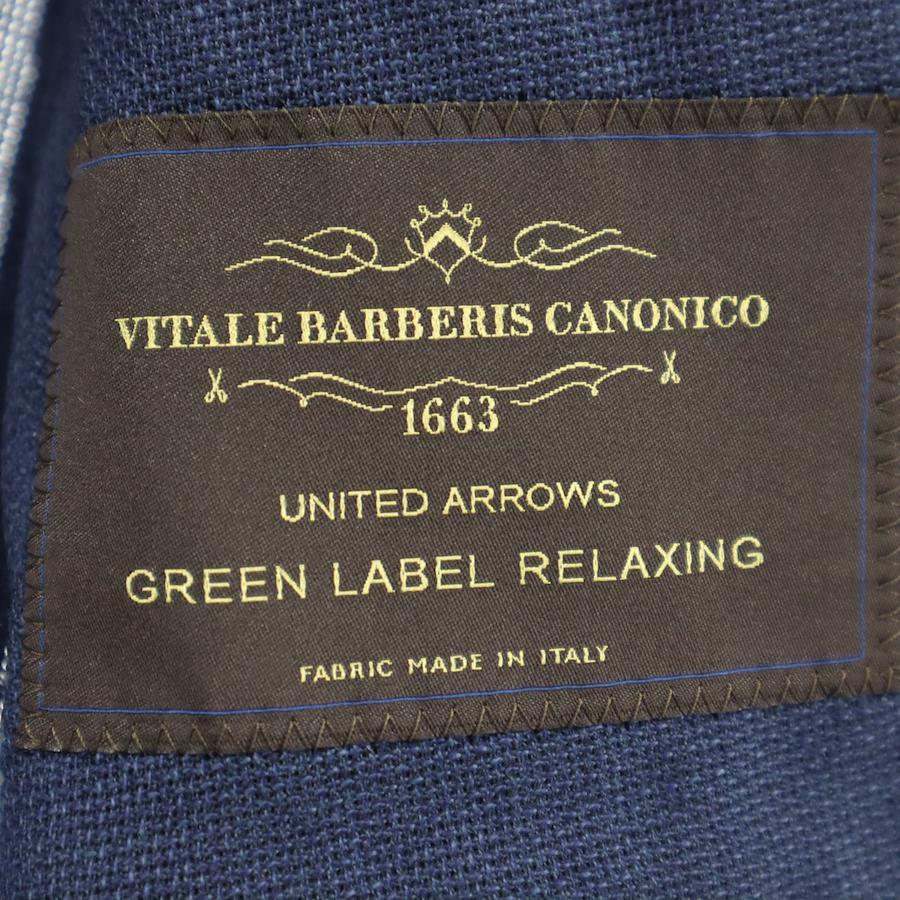 VITALE BARBERIS CANONICO
1663
UNITED ARROWS
GREEN LABEL RELAXING
FABRIC MADE IN ITALY